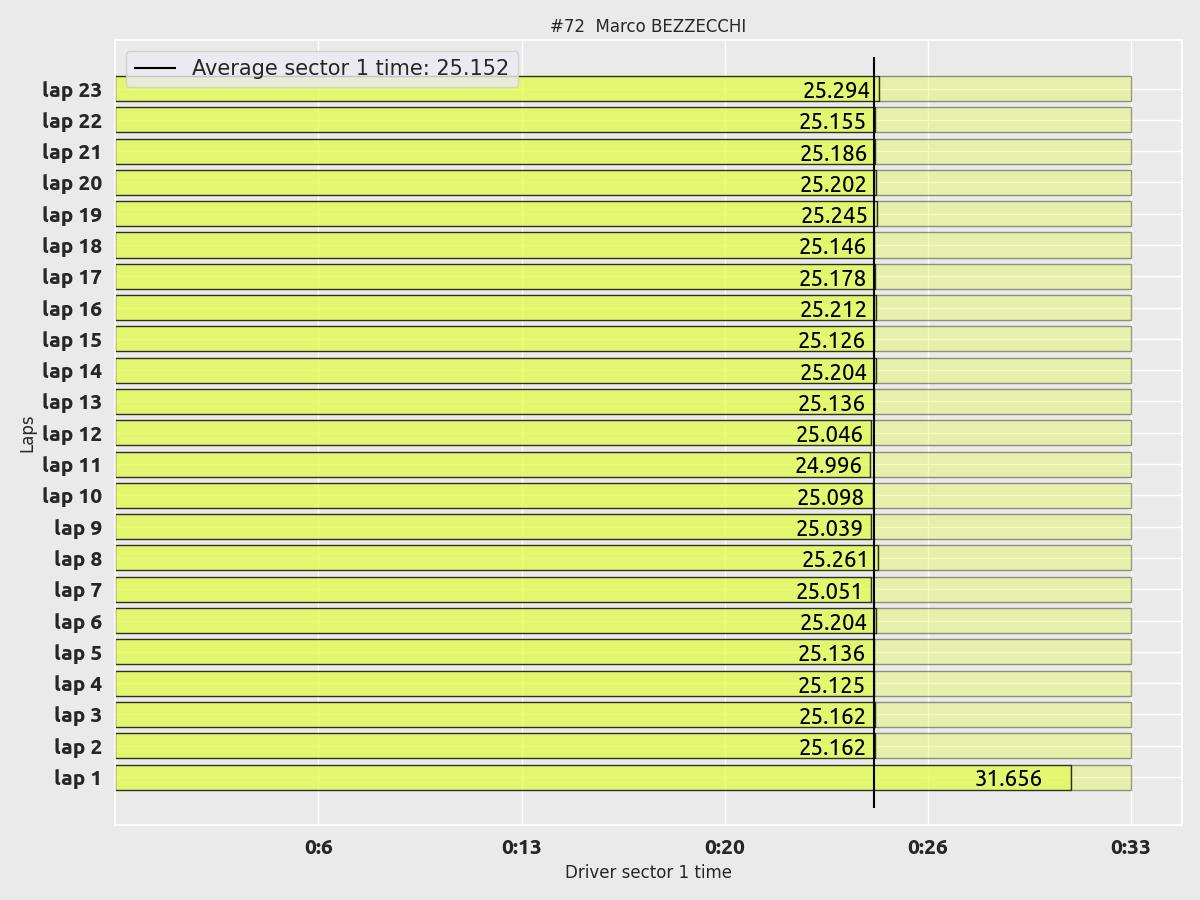 #72  Marco BEZZECCHI
Average sector 1 time: 25.152
lap 23 25.294
lap 22 25.155
lap 21 25.186
lap 20 25.202
lap 19 25.245
lap 18 25.146
lap 17 25.178
lap 16 25.212
lap 15 25.126
lap 14 25.204
lap 13 25.136
lap 12 25.046
lap 11 24.996
lap 10 25.098
lap 9 25.039
lap 8 25.261
lap 7 25.051
lap 6 25.204
lap 5 25.136
lap 4 25.125
lap 3 25.162
lap 2 25.162
lap 1 31.656
Laps
0:6 0:13 0:20 0:26 0:33
Driver sector 1 time